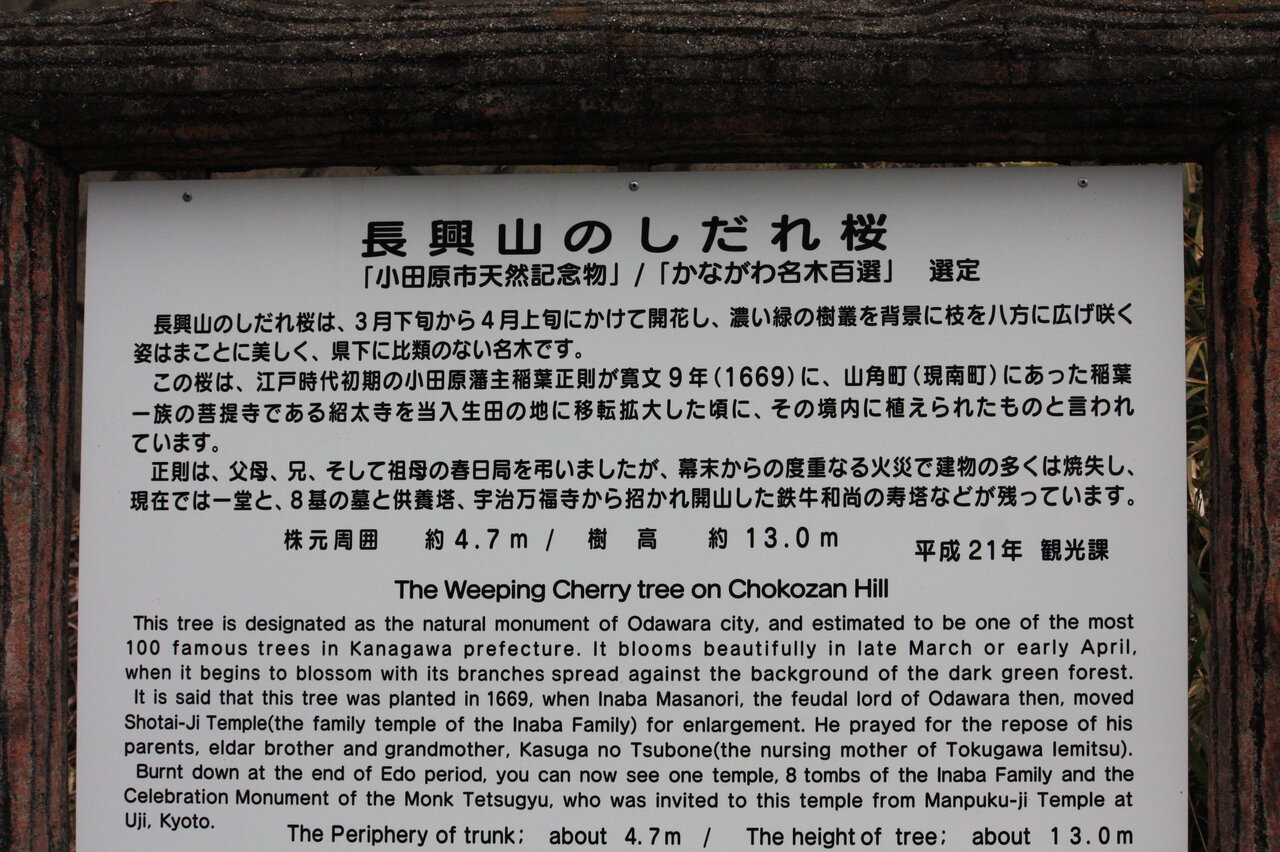 長興山のしだれ桜
「小田原市天然記念物」/「かながわ名木百選」 選定
長興山のしだれ桜は、3月下旬から4月上旬にかけて開花し、濃い緑の樹叢を背景に枝を八方に広げ咲く
姿はまことに美しく、県下に比類のない名木です。
この桜は、江戸時代初期の小田原藩主稲葉正則が寛文9年(1669)に、山角町(現南町)にあった稲葉
一族の菩提寺である紹太寺を当入生田の地に移転拡大した頃に、その境内に植えられたものと言われ
ています。
正則は、父母、兄、そして祖母の春日局を弔いましたが、幕末からの度重なる火災で建物の多くは焼失し、
現在では一堂と、8基の墓と供養塔、宇治万福寺から招かれ開山した鉄牛和尚の寿塔などが残っています。
株元周囲 約4.7m / 樹高 約13.0m
平成21年 観光課
The Weeping Cherry tree on Chokozan Hill
This tree is designated as the natural monument of Odawara city, and estimated to be one of the most
100 famous trees in Kanagawa prefecture. It blooms beautifully in late March or early April,
when it begins to blossom with its branches spread against the background of the dark green forest.
It is said that this tree was planted in 1669, when Inaba Masanori, the feudal lord of Odawara then, moved
Shotai-Ji Temple(the family temple of the Inaba Family) for enlargement. He prayed for the repose of his
parents, eldar brother and grandmother, Kasuga no Tsubone(the nursing mother of Tokugawa Iemitsu).
Burnt down at the end of Edo period, you can now see one temple, 8 tombs of the Inaba Family and the
Celebration Monument of the Monk Tetsugyu, who was invited to this temple from Manpuku-ji Temple at
Uji, Kyoto.
The Periphery of trunk; about 4.7m / The height of tree; about 13.0m